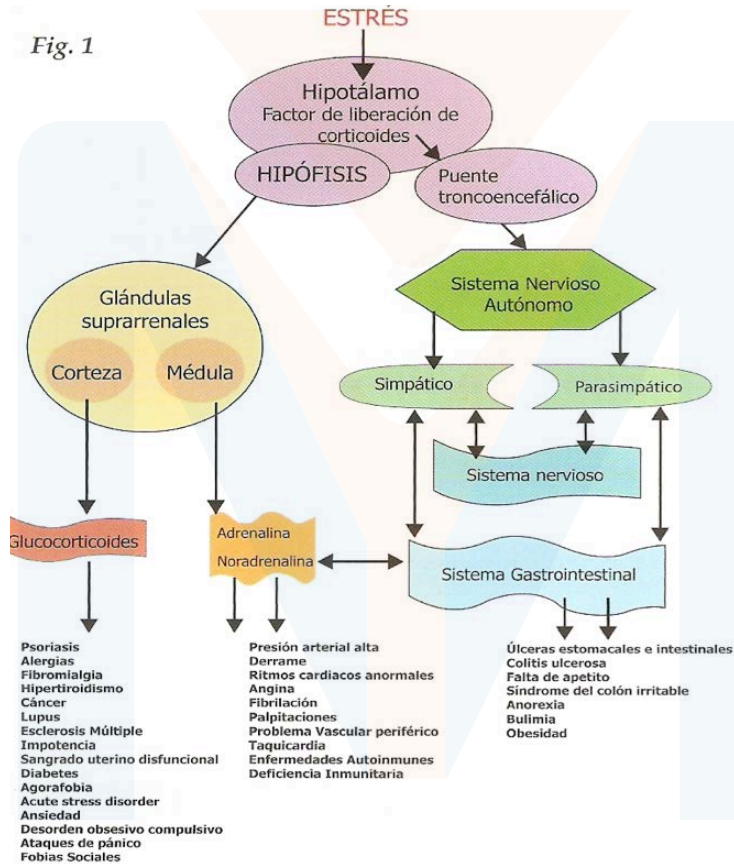 ESTRÉS
Fig. 1
Hipotálamo
Factor de liberación de
corticoides
HIPÓFISIS
Puente
troncoencefálico
Glándulas
suprarrenales
Corteza
Médula
Sistema Nervioso
Autónomo
Simpático
Parasimpático
Sistema nervioso
Glucocorticoides
Adrenalina
Noradrenalina
Sistema Gastrointestinal
Psoriasis
Alergias
Fibromialgia
Hipertiroidismo
Cáncer
Lupus
Esclerosis Múltiple
Impotencia
Sangrado uterino disfuncional
Diabetes
Agorafobia
Acute stress disorder
Ansiedad
Desorden obsesivo compulsivo
Ataques de pánico
Fobias Sociales
Presión arterial alta
Derrame
Ritmos cardiacos anormales
Angina
Fibrilación
Palpitaciones
Problema Vascular periférico
Taquicardia
Enfermedades Autoinmunes
Deficiencia Inmunitaria
Úlceras estomacales e intestinales
Colitis ulcerosa
Falta de apetito
Síndrome del colón irritable
Anorexia
Bulimia
Obesidad